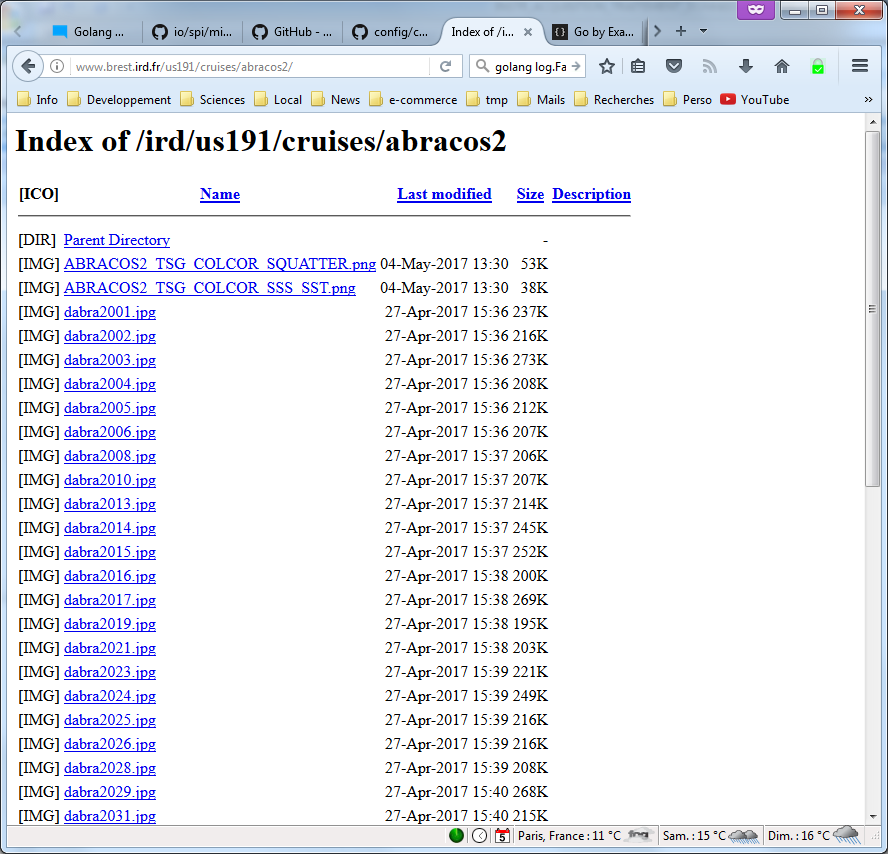 Golang ...
io/spi/mi...
GitHub - ...
config/c...
Index of /i...
Go by Exa...
www.brest.ird.fr/us191/cruises/abracos2/
golang log.Fa
Info Developpement Sciences Local News e-commerce tmp Mails Recherches Perso YouTube »
Index of /ird/us191/cruises/abracos2
[ICO] Name Last modified Size Description
[DIR] Parent Directory -
[IMG] ABRACOS2_TSG_COLCOR_SQUATTER.png 04-May-2017 13:30 53K
[IMG] ABRACOS2_TSG_COLCOR_SSS_SST.png 04-May-2017 13:30 38K
[IMG] dabra2001.jpg 27-Apr-2017 15:36 237K
[IMG] dabra2002.jpg 27-Apr-2017 15:36 216K
[IMG] dabra2003.jpg 27-Apr-2017 15:36 273K
[IMG] dabra2004.jpg 27-Apr-2017 15:36 208K
[IMG] dabra2005.jpg 27-Apr-2017 15:36 212K
[IMG] dabra2006.jpg 27-Apr-2017 15:36 207K
[IMG] dabra2008.jpg 27-Apr-2017 15:37 206K
[IMG] dabra2010.jpg 27-Apr-2017 15:37 207K
[IMG] dabra2013.jpg 27-Apr-2017 15:37 214K
[IMG] dabra2014.jpg 27-Apr-2017 15:37 245K
[IMG] dabra2015.jpg 27-Apr-2017 15:37 252K
[IMG] dabra2016.jpg 27-Apr-2017 15:38 200K
[IMG] dabra2017.jpg 27-Apr-2017 15:38 269K
[IMG] dabra2019.jpg 27-Apr-2017 15:38 195K
[IMG] dabra2021.jpg 27-Apr-2017 15:38 203K
[IMG] dabra2023.jpg 27-Apr-2017 15:39 221K
[IMG] dabra2024.jpg 27-Apr-2017 15:39 249K
[IMG] dabra2025.jpg 27-Apr-2017 15:39 216K
[IMG] dabra2026.jpg 27-Apr-2017 15:39 216K
[IMG] dabra2028.jpg 27-Apr-2017 15:39 208K
[IMG] dabra2029.jpg 27-Apr-2017 15:40 268K
[IMG] dabra2031.jpg 27-Apr-2017 15:40 215K
5 Paris, France : 11 °C fog Sam. : 15 °C Dim. : 16 °C